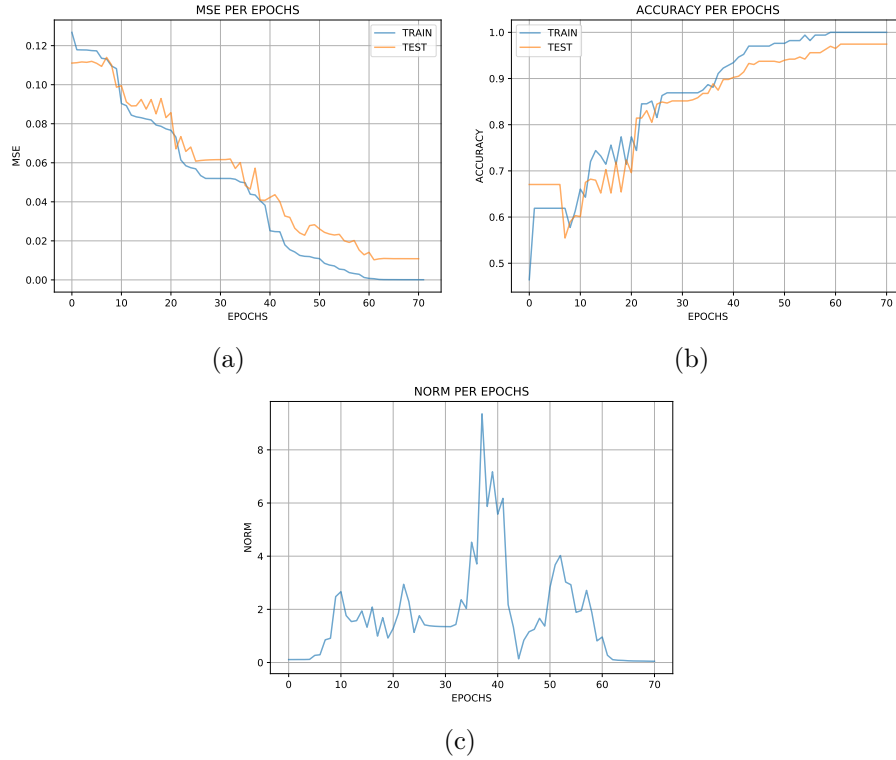 MSE PER EPOCHS
TRAIN
TEST
0.12
0.10
0.08
0.06
0.04
0.02
0.00
MSE
0 10 20 30 40 50 60 70
EPOCHS
(a)
ACCURACY PER EPOCHS
TRAIN
TEST
1.0
0.9
0.8
0.7
0.6
0.5
ACCURACY
0 10 20 30 40 50 60 70
EPOCHS
(b)
NORM PER EPOCHS
8
6
4
2
0
NORM
0 10 20 30 40 50 60 70
EPOCHS
(c)